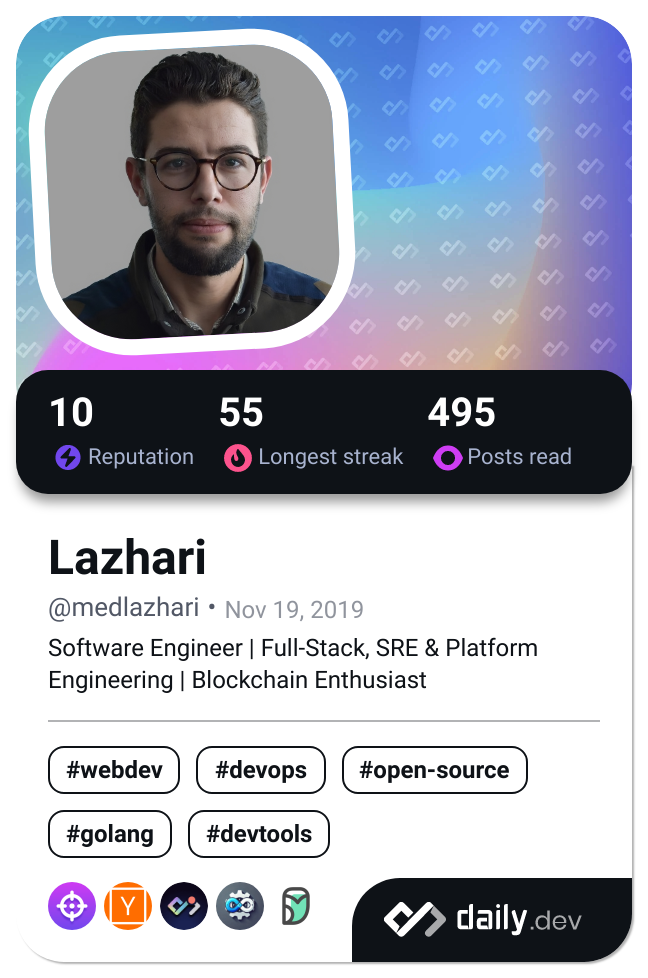 10 55 495
Reputation Longest streak Posts read
Lazhari
@medlazhari • Nov 19, 2019
Software Engineer | Full-Stack, SRE & Platform
Engineering | Blockchain Enthusiast
#webdev #devops #open-source
#golang #devtools
Y
daily.dev